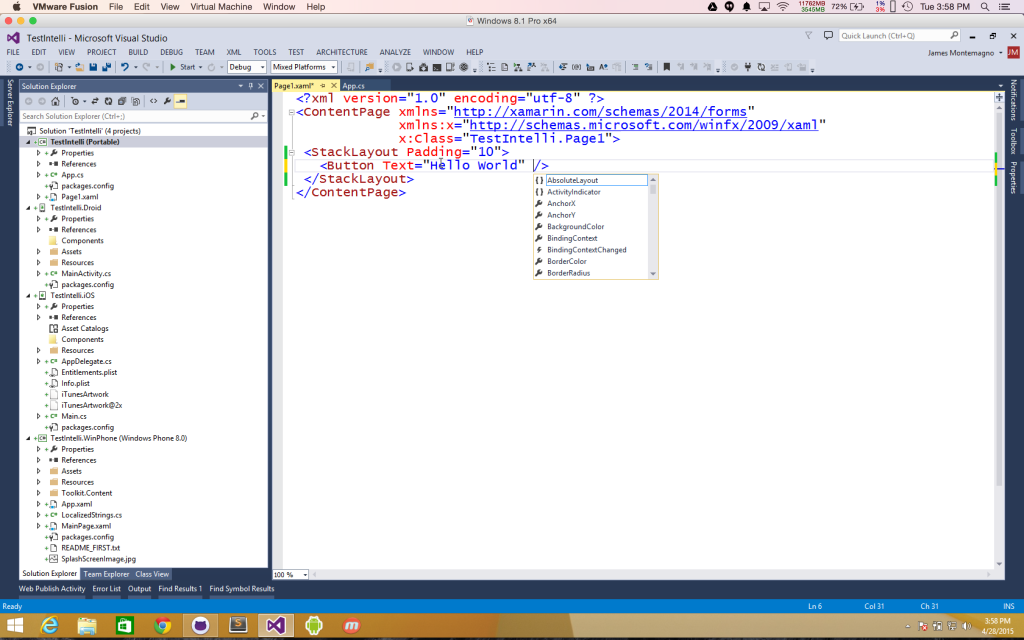 VMware Fusion File Edit View Virtual Machine Window Help 11762MB 3545MB 72% 1% 3% Tue 3:58 PM
Windows 8.1 Pro x64
TestIntelli - Microsoft Visual Studio Quick Launch (Ctrl+Q)
FILE EDIT VIEW PROJECT BUILD DEBUG TEAM XML TOOLS TEST ARCHITECTURE ANALYZE WINDOW HELP James Montemagno JM
Start Debug Mixed Platforms
Server Explorer
Solution Explorer
Search Solution Explorer (Ctrl+;)
Solution 'TestIntelli' (4 projects)
TestIntelli (Portable)
Properties
References
App.cs
packages.config
Page1.xaml
TestIntelli.Droid
Properties
References
Components
Assets
Resources
MainActivity.cs
packages.config
TestIntelli.iOS
Properties
References
Asset Catalogs
Components
Resources
AppDelegate.cs
Entitlements.plist
Info.plist
iTunesArtwork
iTunesArtwork@2x
Main.cs
packages.config
TestIntelli.WinPhone (Windows Phone 8.0)
Properties
References
Assets
Resources
Toolkit.Content
App.xaml
LocalizedStrings.cs
MainPage.xaml
packages.config
README_FIRST.txt
SplashScreenImage.jpg
Solution Explorer Team Explorer Class View
Page1.xaml* App.cs
<?xml version="1.0" encoding="utf-8" ?>
<ContentPage xmlns="http://xamarin.com/schemas/2014/forms"
xmlns:x="http://schemas.microsoft.com/winfx/2009/xaml"
x:Class="TestIntelli.Page1">
<StackLayout Padding="10">
<Button Text="Hello World" />
</StackLayout>
</ContentPage>
AbsoluteLayout
ActivityIndicator
AnchorX
AnchorY
BackgroundColor
BindingContext
BindingContextChanged
BorderColor
BorderRadius
100 %
Notifications
Toolbox
Properties
Web Publish Activity Error List Output Find Results 1 Find Symbol Results
Ready Ln 6 Col 31 Ch 31 INS
3:58 PM
4/28/2015